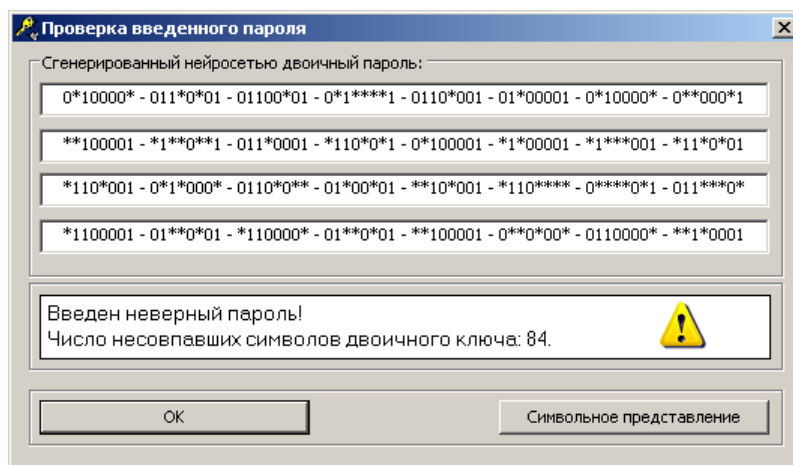 Проверка введенного пароля
Сгенерированный нейросетью двоичный пароль:
0*10000* - 011*0*01 - 01100*01 - 0*1****1 - 0110*001 - 01*00001 - 0*10000* - 0**000*1
**100001 - *1**0**1 - 011*0001 - *110*0*1 - 0*100001 - *1*00001 - *1***001 - *11*0*01
*110*001 - 0*1*000* - 0110*0** - 01*00*01 - **10*001 - *110**** - 0****0*1 - 011***0*
*1100001 - 01**0*01 - *110000* - 01**0*01 - **100001 - 0**0*00* - 0110000* - **1*0001
Введен неверный пароль!
Число несовпавших символов двоичного ключа: 84.
OK
Символьное представление